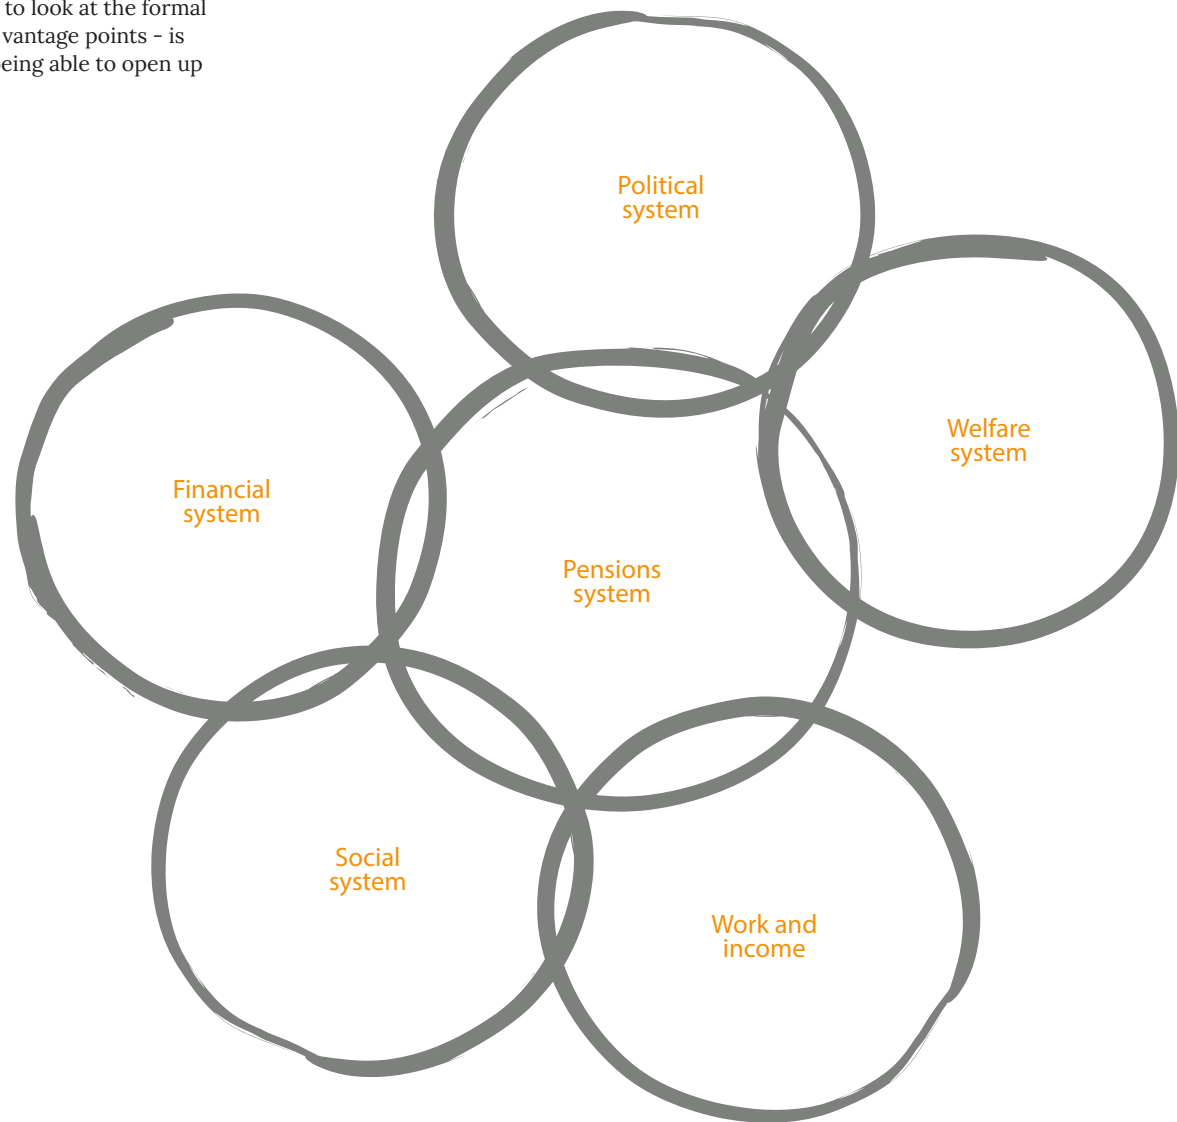 to look at the formal
vantage points - is
eing able to open up
Political
system
Welfare
system
Financial
system
Pensions
system
Social
system
Work and
income